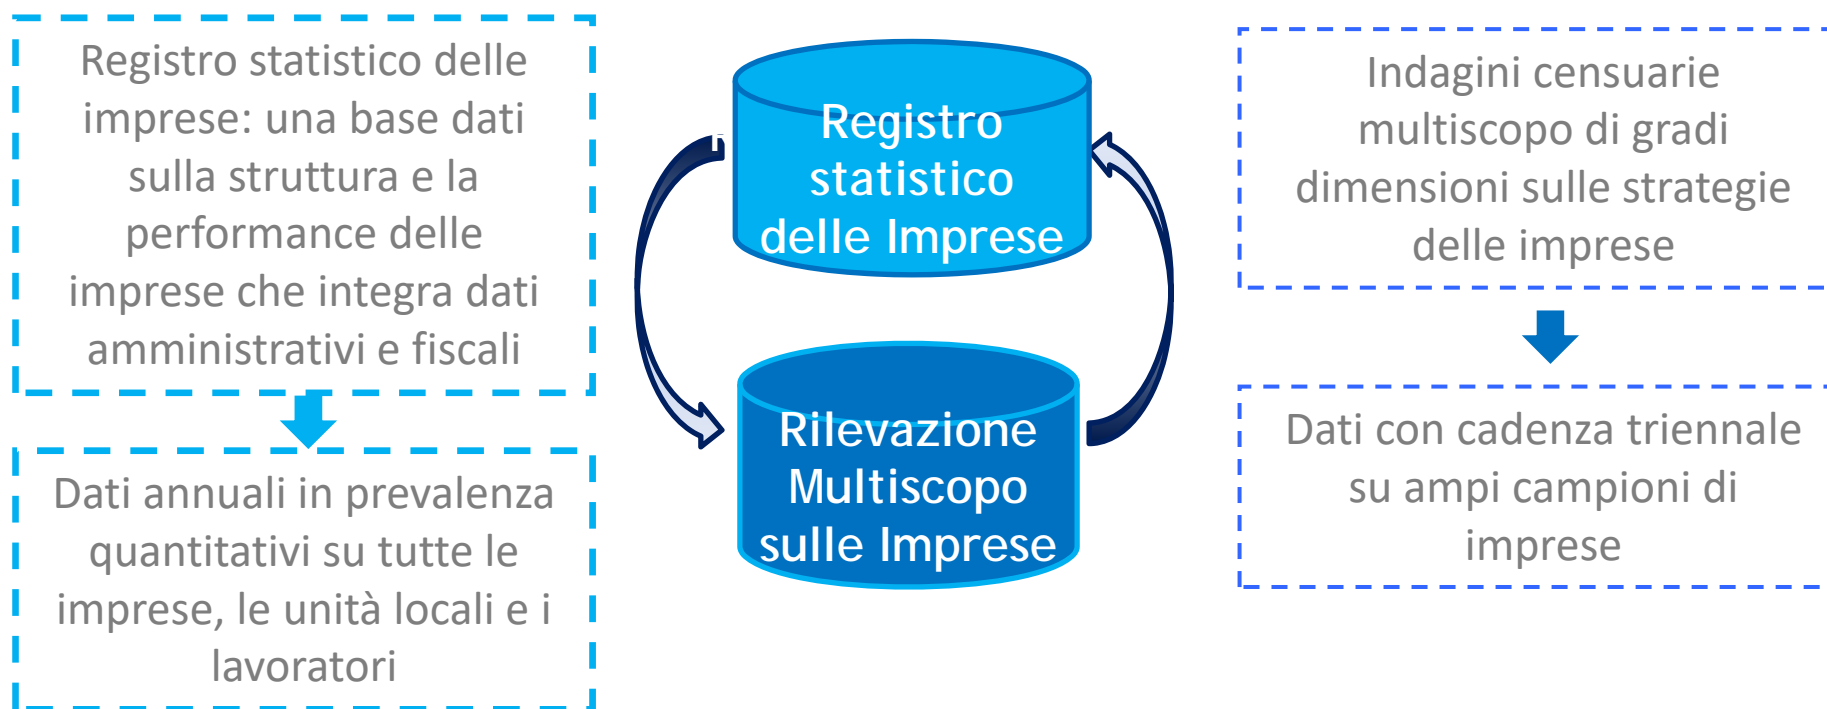 Registro statistico delle
imprese: una base dati
sulla struttura e la
performance delle
imprese che integra dati
amministrativi e fiscali
Dati annuali in prevalenza
quantitativi su tutte le
imprese, le unità locali e i
lavoratori
Registro
statistico
delle Imprese
Rilevazione
Multiscopo
sulle Imprese
Indagini censuarie
multiscopo di gradi
dimensioni sulle strategie
delle imprese
Dati con cadenza triennale
su ampi campioni di
imprese